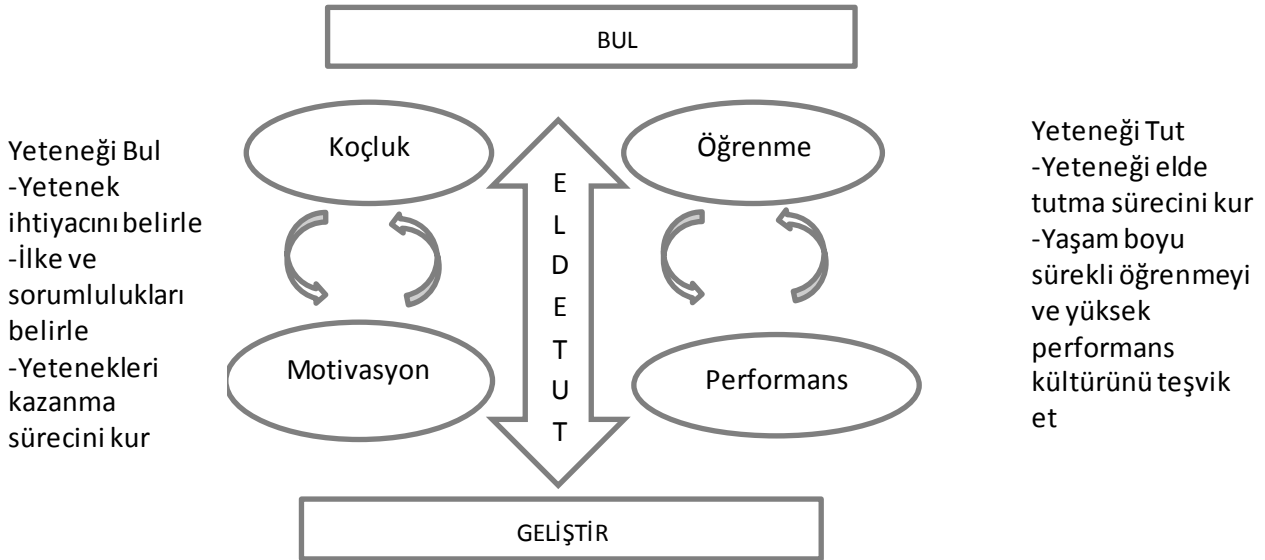 BUL
Yeteneği Bul
-Yetenek
ihtiyacını belirle
-İlke ve
sorumlulukları
belirle
-Yetenekleri
kazanma
sürecini kur
Koçluk
Motivasyon
E
L
D
E
T
U
T
Öğrenme
Performans
Yeteneği Tut
-Yeteneği elde
tutma sürecini kur
-Yaşam boyu
sürekli öğrenmeyi
ve yüksek
performans
kültürünü teşvik
et
GELİŞTİR